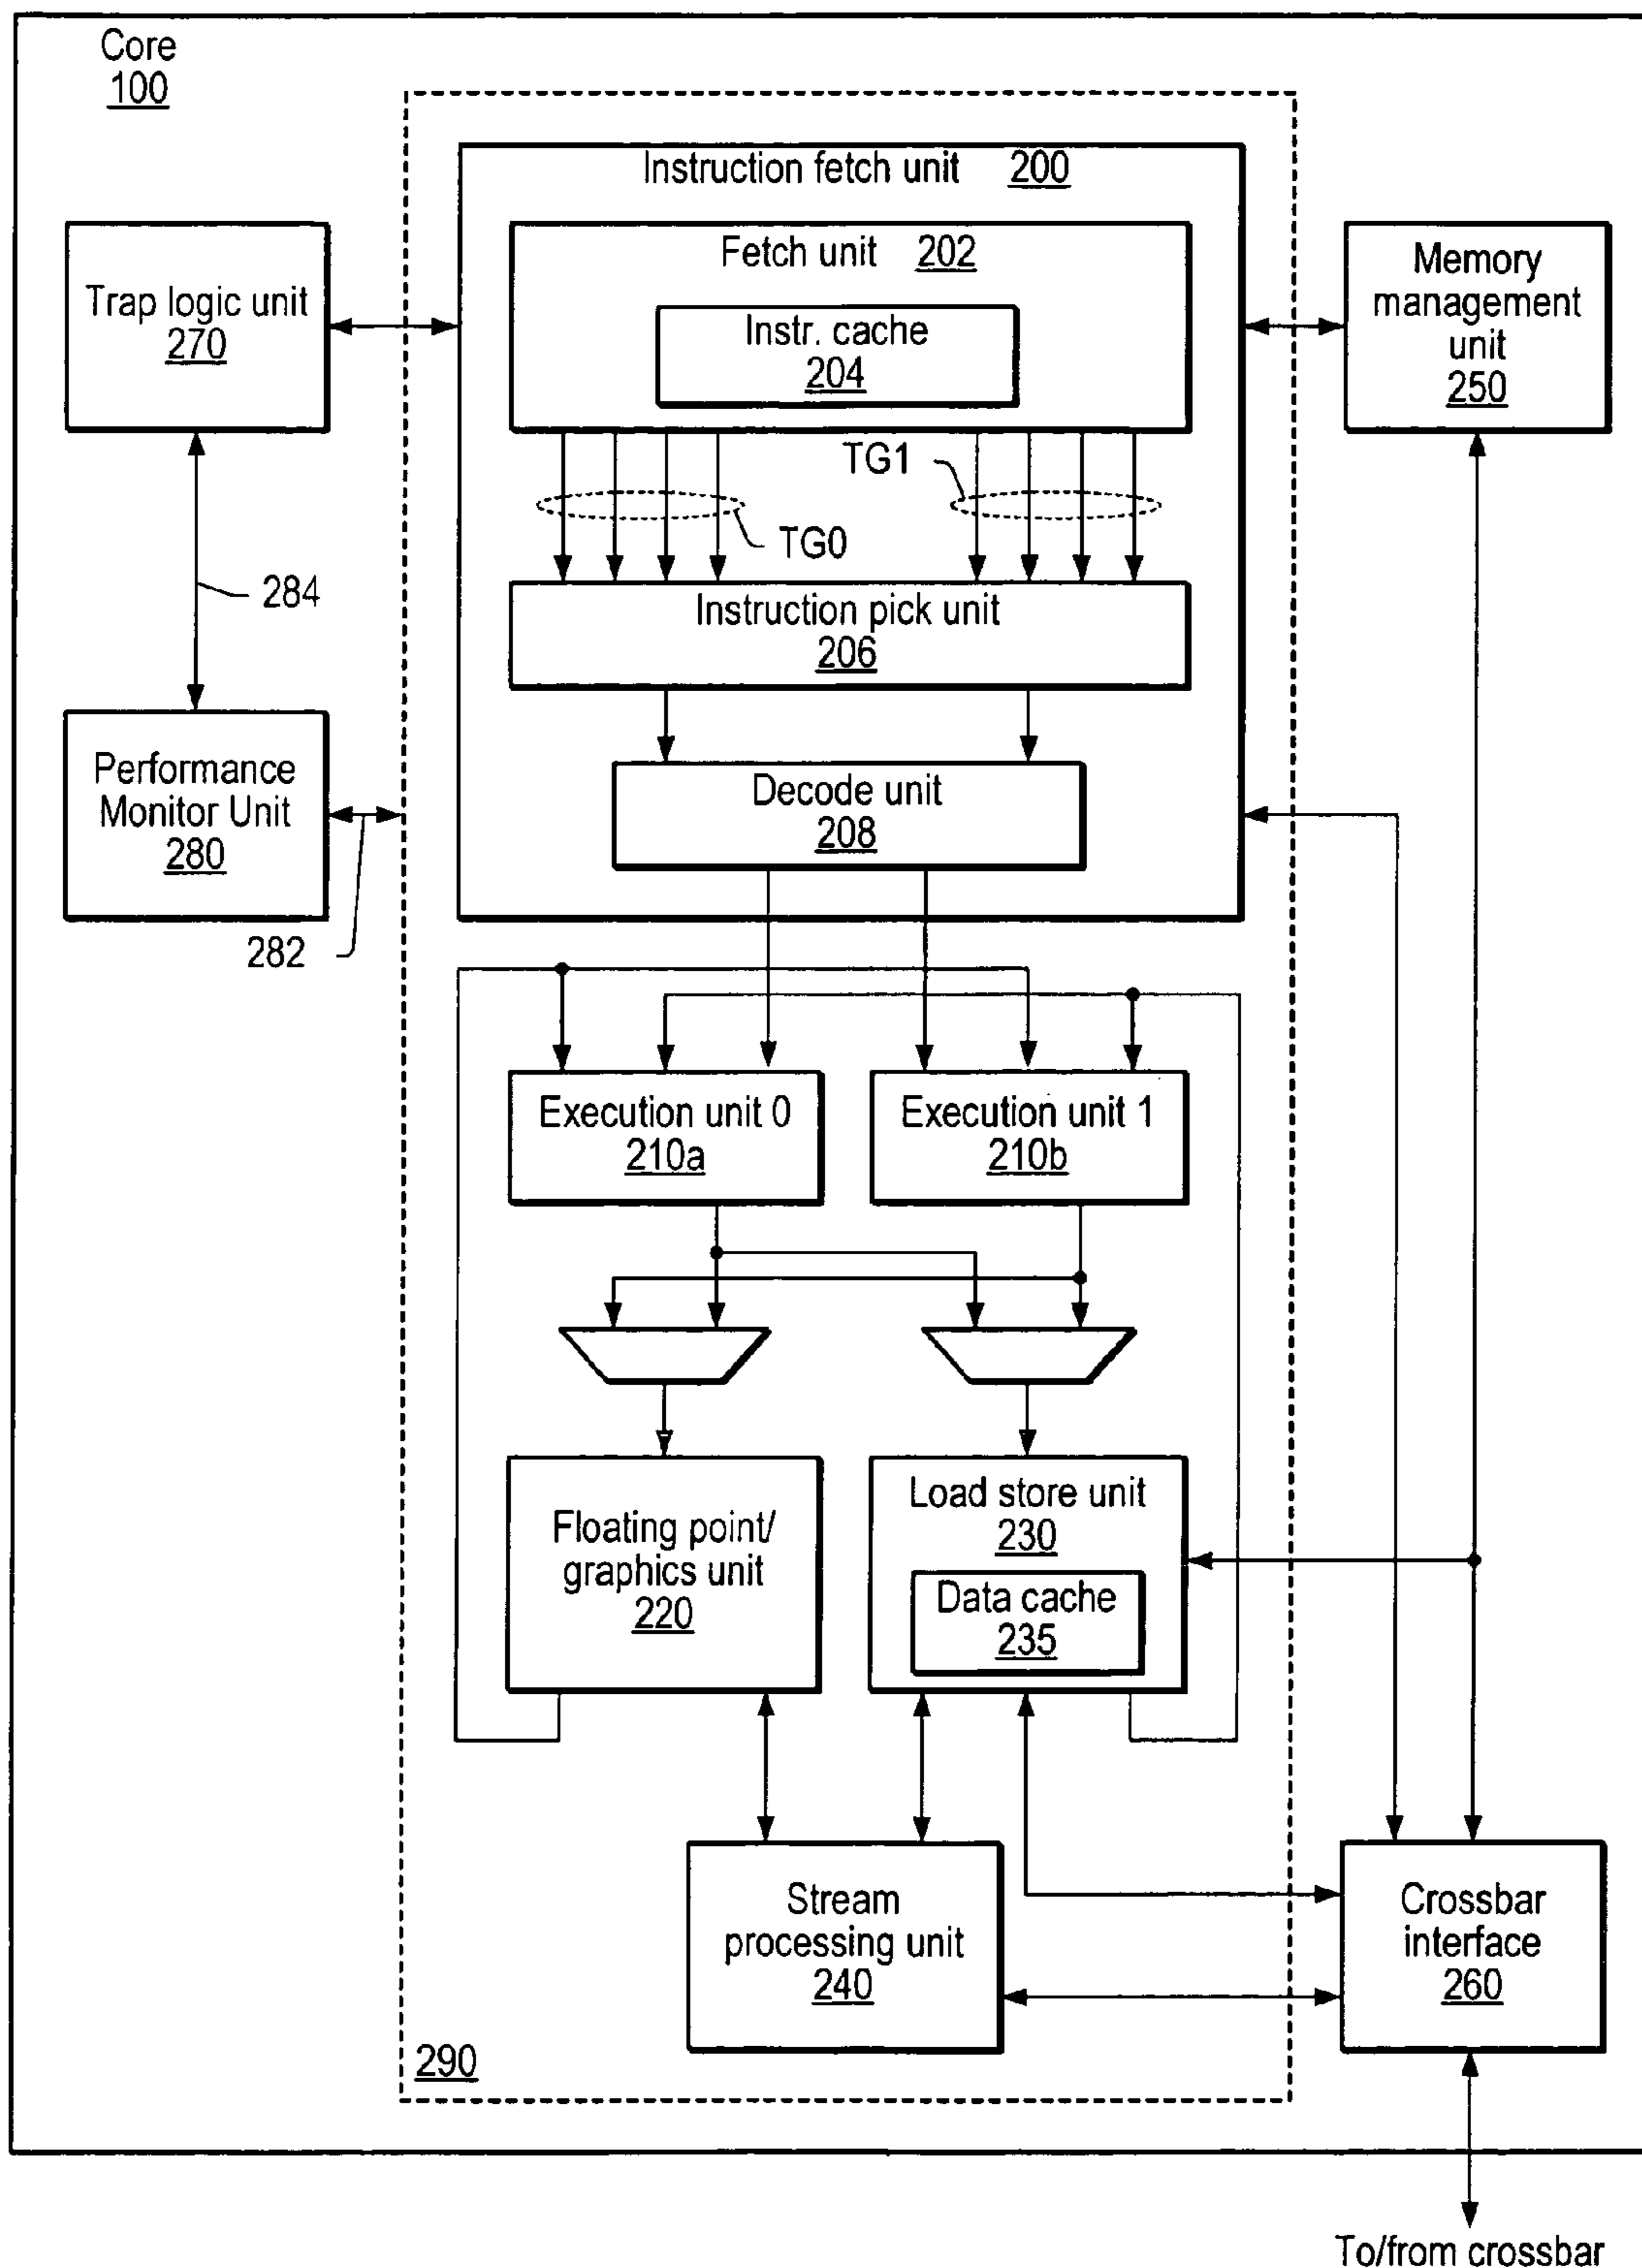 Core
100
Instruction fetch unit 200
Fetch unit 202
Instr. cache
204
Trap logic unit
270
Memory
management
unit
250
TG1
TG0
284
Instruction pick unit
206
Performance
Monitor Unit
280
Decode unit
208
282
Execution unit 0
210a
Execution unit 1
210b
Floating point/
graphics unit
220
Load store unit
230
Data cache
235
Stream
processing unit
240
Crossbar
interface
260
290
To/from crossbar